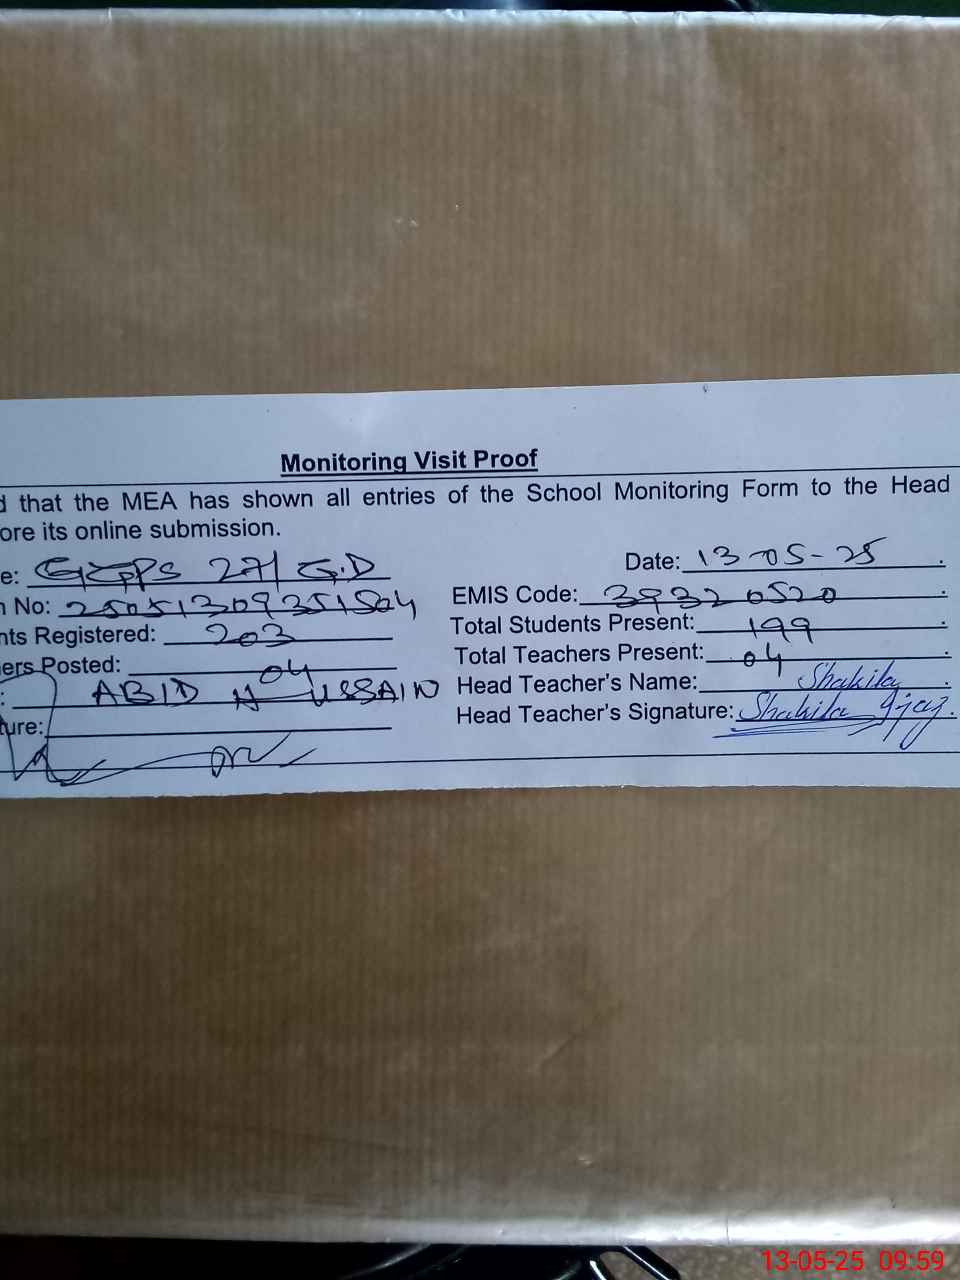 Monitoring Visit Proof
d that the MEA has shown all entries of the School Monitoring Form to the Head
ore its online submission.
e: 27/ G.D Date: 13-05-25.
n No: 25051309351504 EMIS Code: 39320520.
nts Registered: 203 Total Students Present: 199.
ers Posted: 04 Total Teachers Present: 04.
: ABID HUSSAIN Head Teacher's Name: Shakila.
ture: Head Teacher's Signature: Shakila Ijaz.
13-05-25 09:59